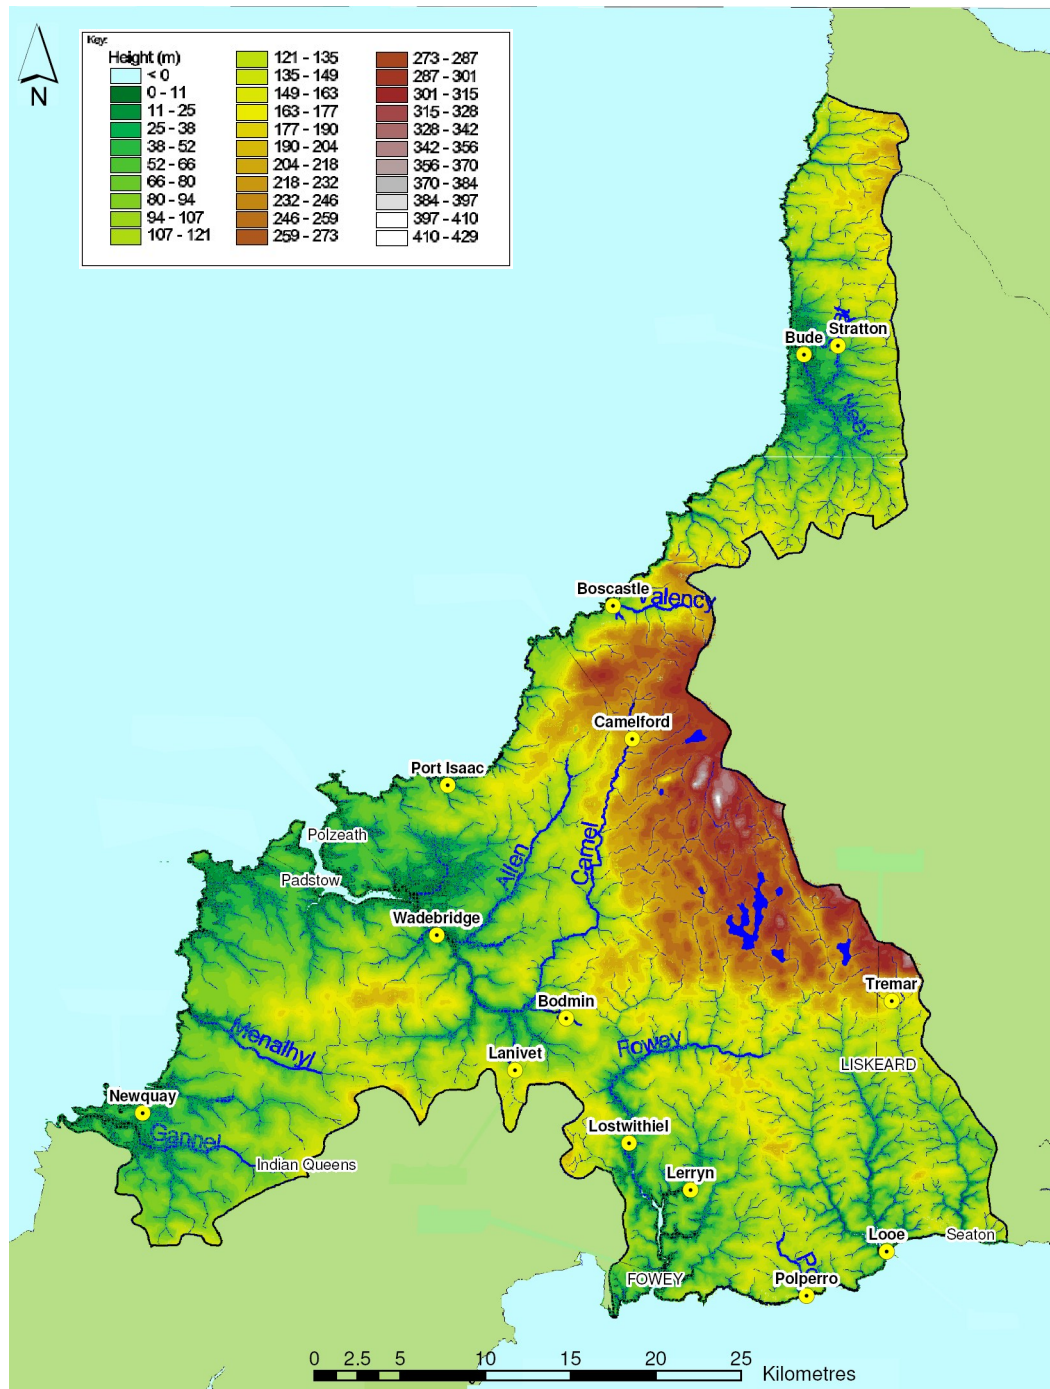 Key:
Height (m)
< 0
0 - 11
11 - 25
25 - 38
38 - 52
52 - 66
66 - 80
80 - 94
94 - 107
107 - 121
121 - 135
135 - 149
149 - 163
163 - 177
177 - 190
190 - 204
204 - 218
218 - 232
232 - 246
246 - 259
259 - 273
273 - 287
287 - 301
301 - 315
315 - 328
328 - 342
342 - 356
356 - 370
370 - 384
384 - 397
397 - 410
410 - 429
N
Stratton
Bude
Neet
Boscastle
Valency
Camelford
Port Isaac
Polzeath
Allen
Camel
Padstow
Wadebridge
Tremar
Bodmin
Menalhyl
Fowey
Lanivet
LISKEARD
Newquay
Lostwithiel
Gannel
Indian Queens
Lerryn
Looe
Seaton
FOWEY
Polperro
0 2.5 5 10 15 20 25
Kilometres